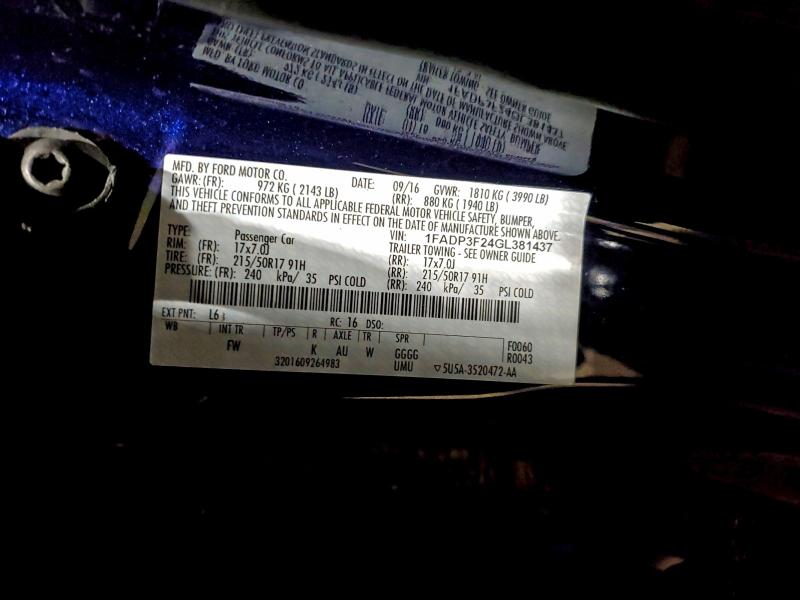 MFD. BY FORD MOTOR CO.
DATE: 09/16 GVWR: 1810 KG ( 3990 LB)
GAWR: (FR): 972 KG ( 2143 LB) (RR): 880 KG ( 1940 LB)
THIS VEHICLE CONFORMS TO ALL APPLICABLE FEDERAL MOTOR VEHICLE SAFETY, BUMPER,
AND THEFT PREVENTION STANDARDS IN EFFECT ON THE DATE OF MANUFACTURE SHOWN ABOVE.
VIN: 1FADP3F24GL381437
TYPE: Passenger Car TRAILER TOWING - SEE OWNER GUIDE
RIM: (FR): 17x7.0J (RR): 17x7.0J
TIRE: (FR): 215/50R17 91H (RR): 215/50R17 91H
PRESSURE: (FR): 240 kPa/ 35 PSI COLD (RR): 240 kPa/ 35 PSI COLD
EXT PNT: L6 RC: 16 DSO:
WB INT TR TP/PS R AXLE TR SPR F0060
FW K AU W GGGG R0043
3201609264983 UMU ▽5U5A-3520472-AA